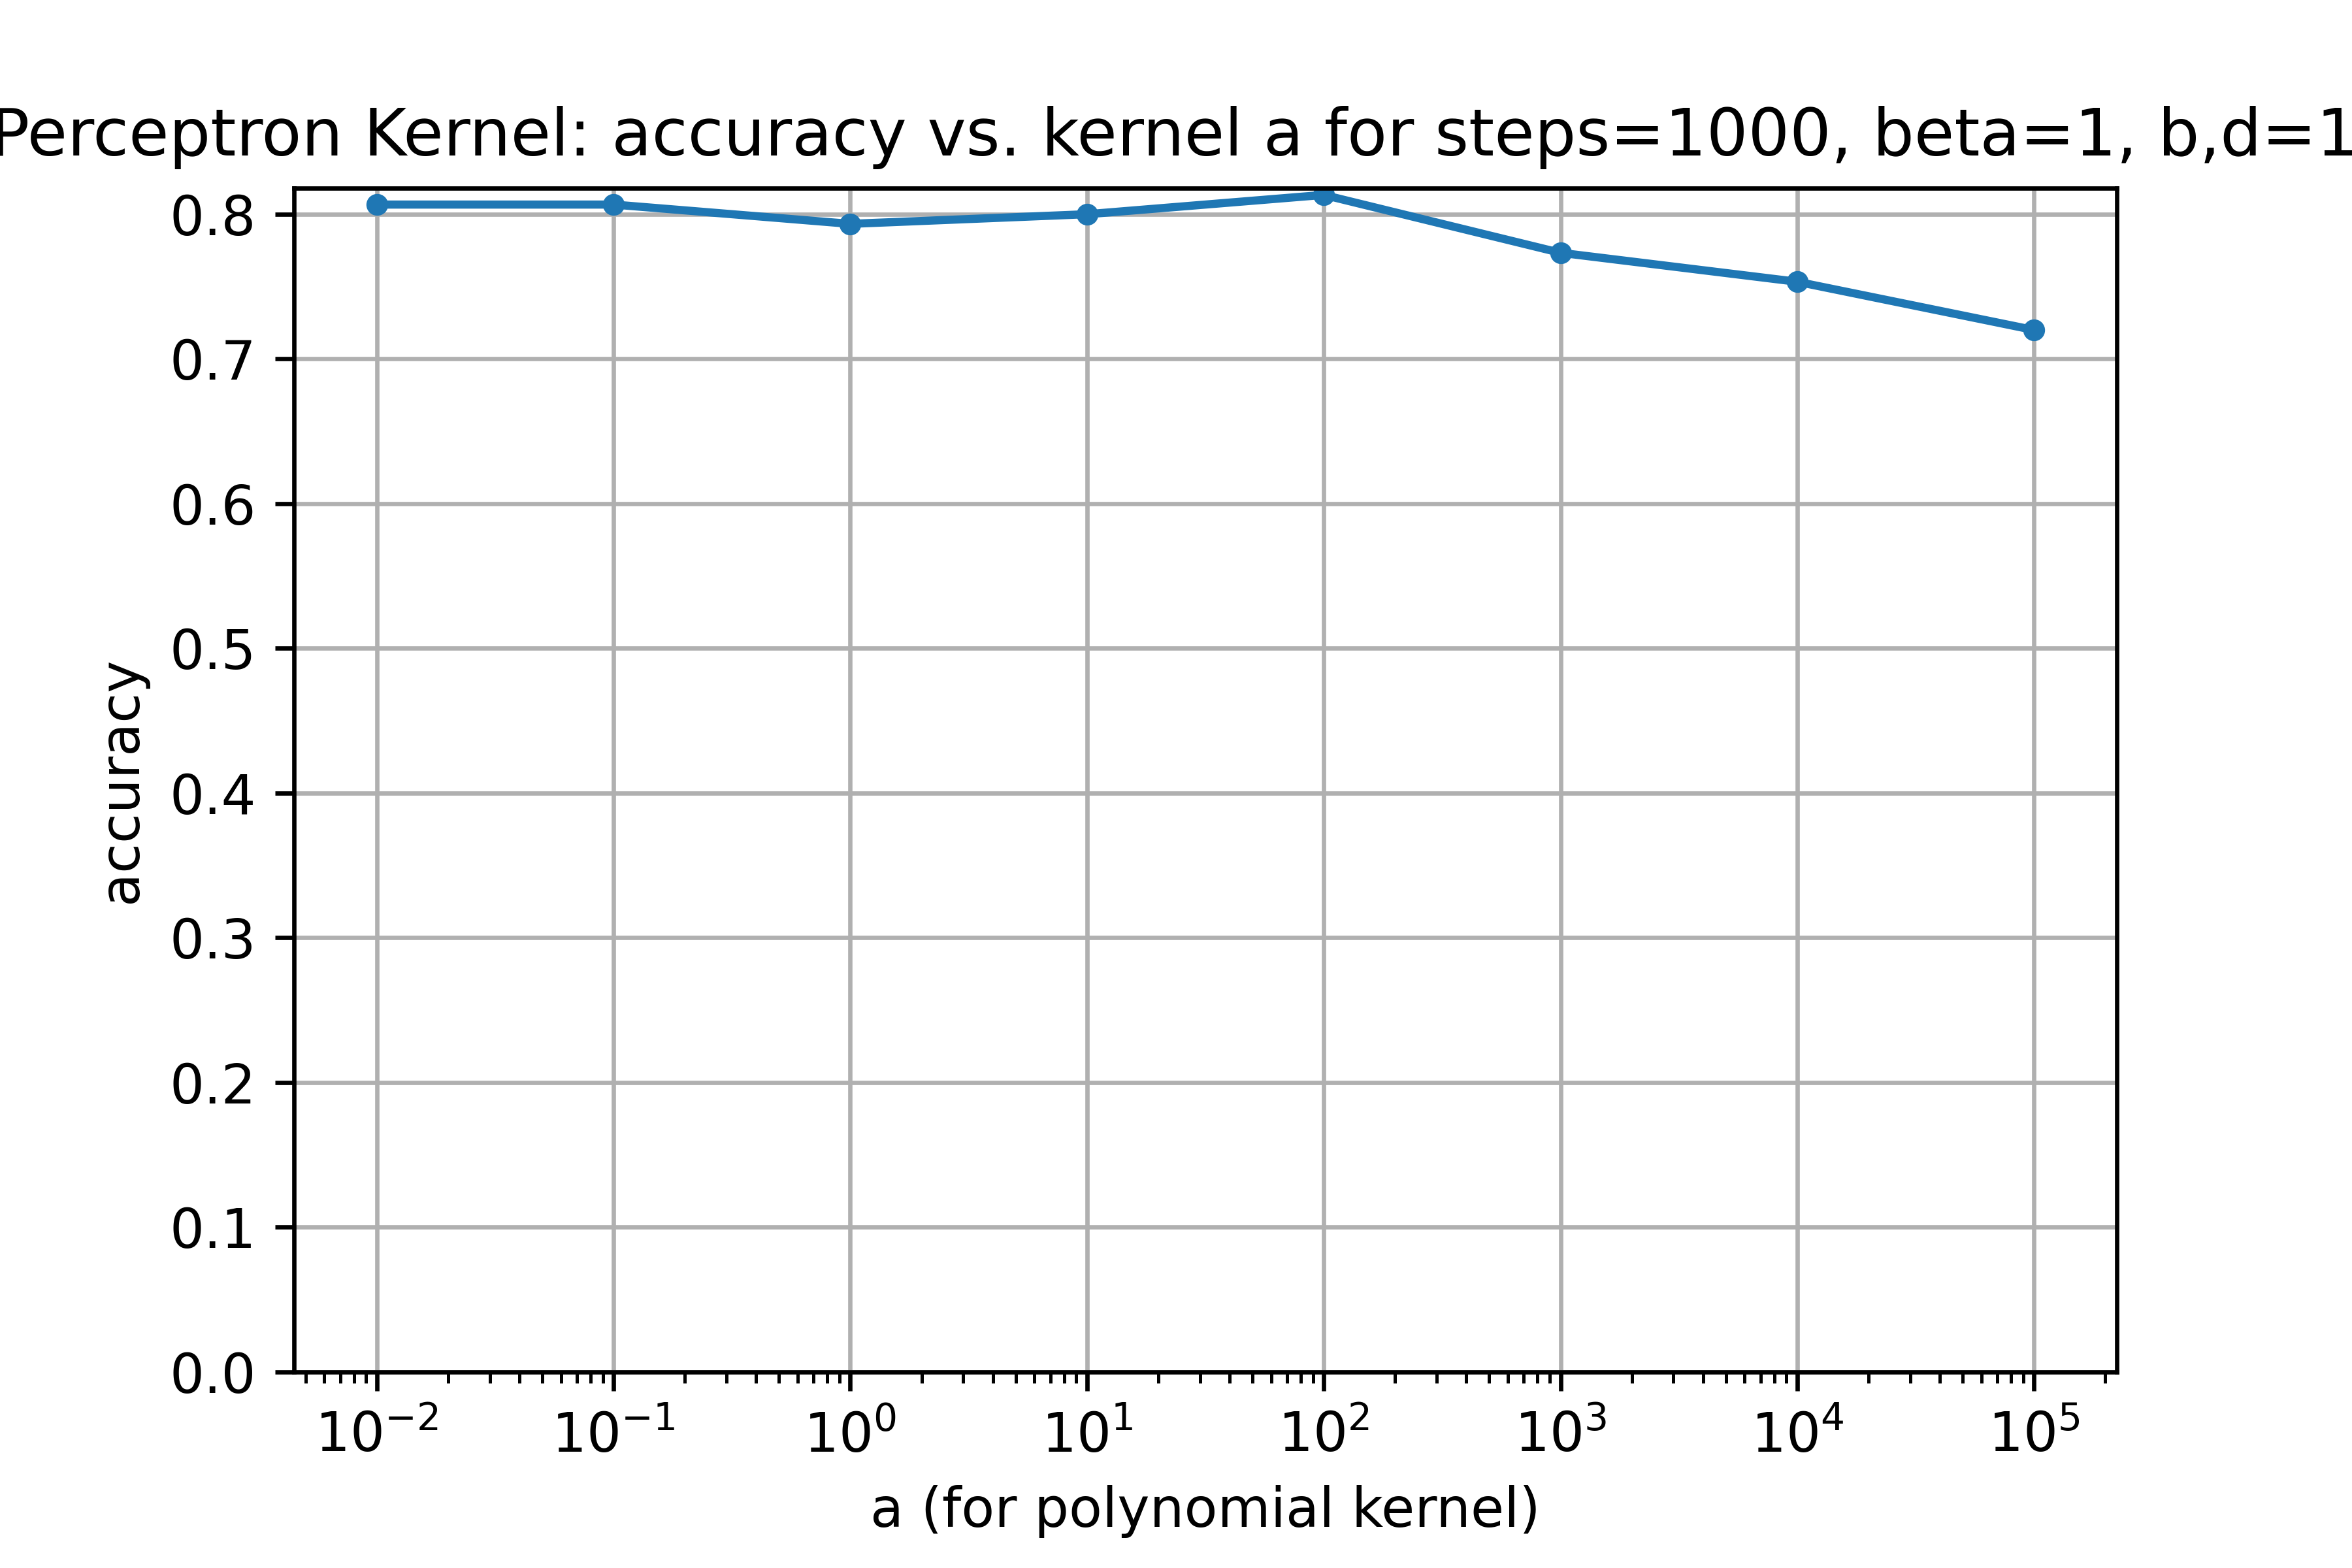 Perceptron Kernel: accuracy vs. kernel a for steps=1000, beta=1, b,d=1
accuracy
0.8
0.7
0.6
0.5
0.4
0.3
0.2
0.1
0.0
10⁻² 10⁻¹ 10⁰ 10¹ 10² 10³ 10⁴ 10⁵
a (for polynomial kernel)